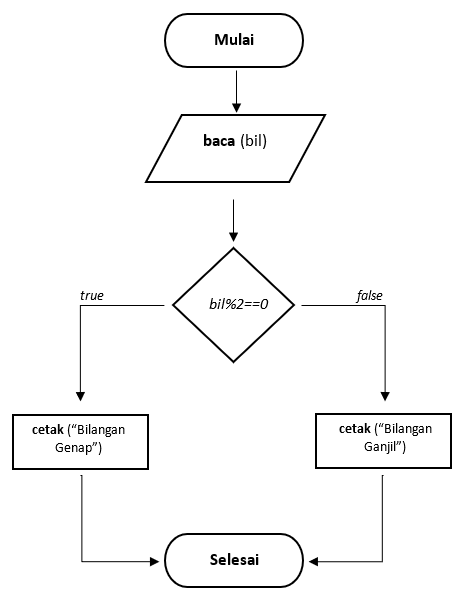 Mulai
baca (bil)
true
bil%2==0
false
cetak (“Bilangan
Genap”)
cetak (“Bilangan
Ganjil”)
Selesai